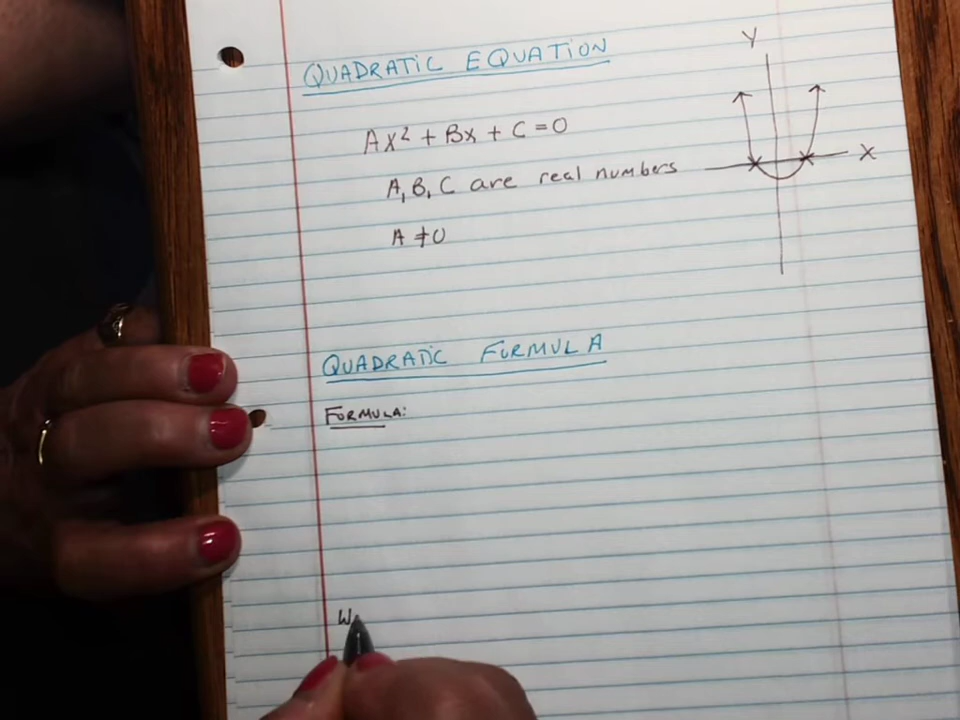 QUADRATIC EQUATION
Ax² + Bx + C = 0
A, B, C are real numbers
A ≠ 0
Y
X
QUADRATIC FORMULA
FORMULA:
W